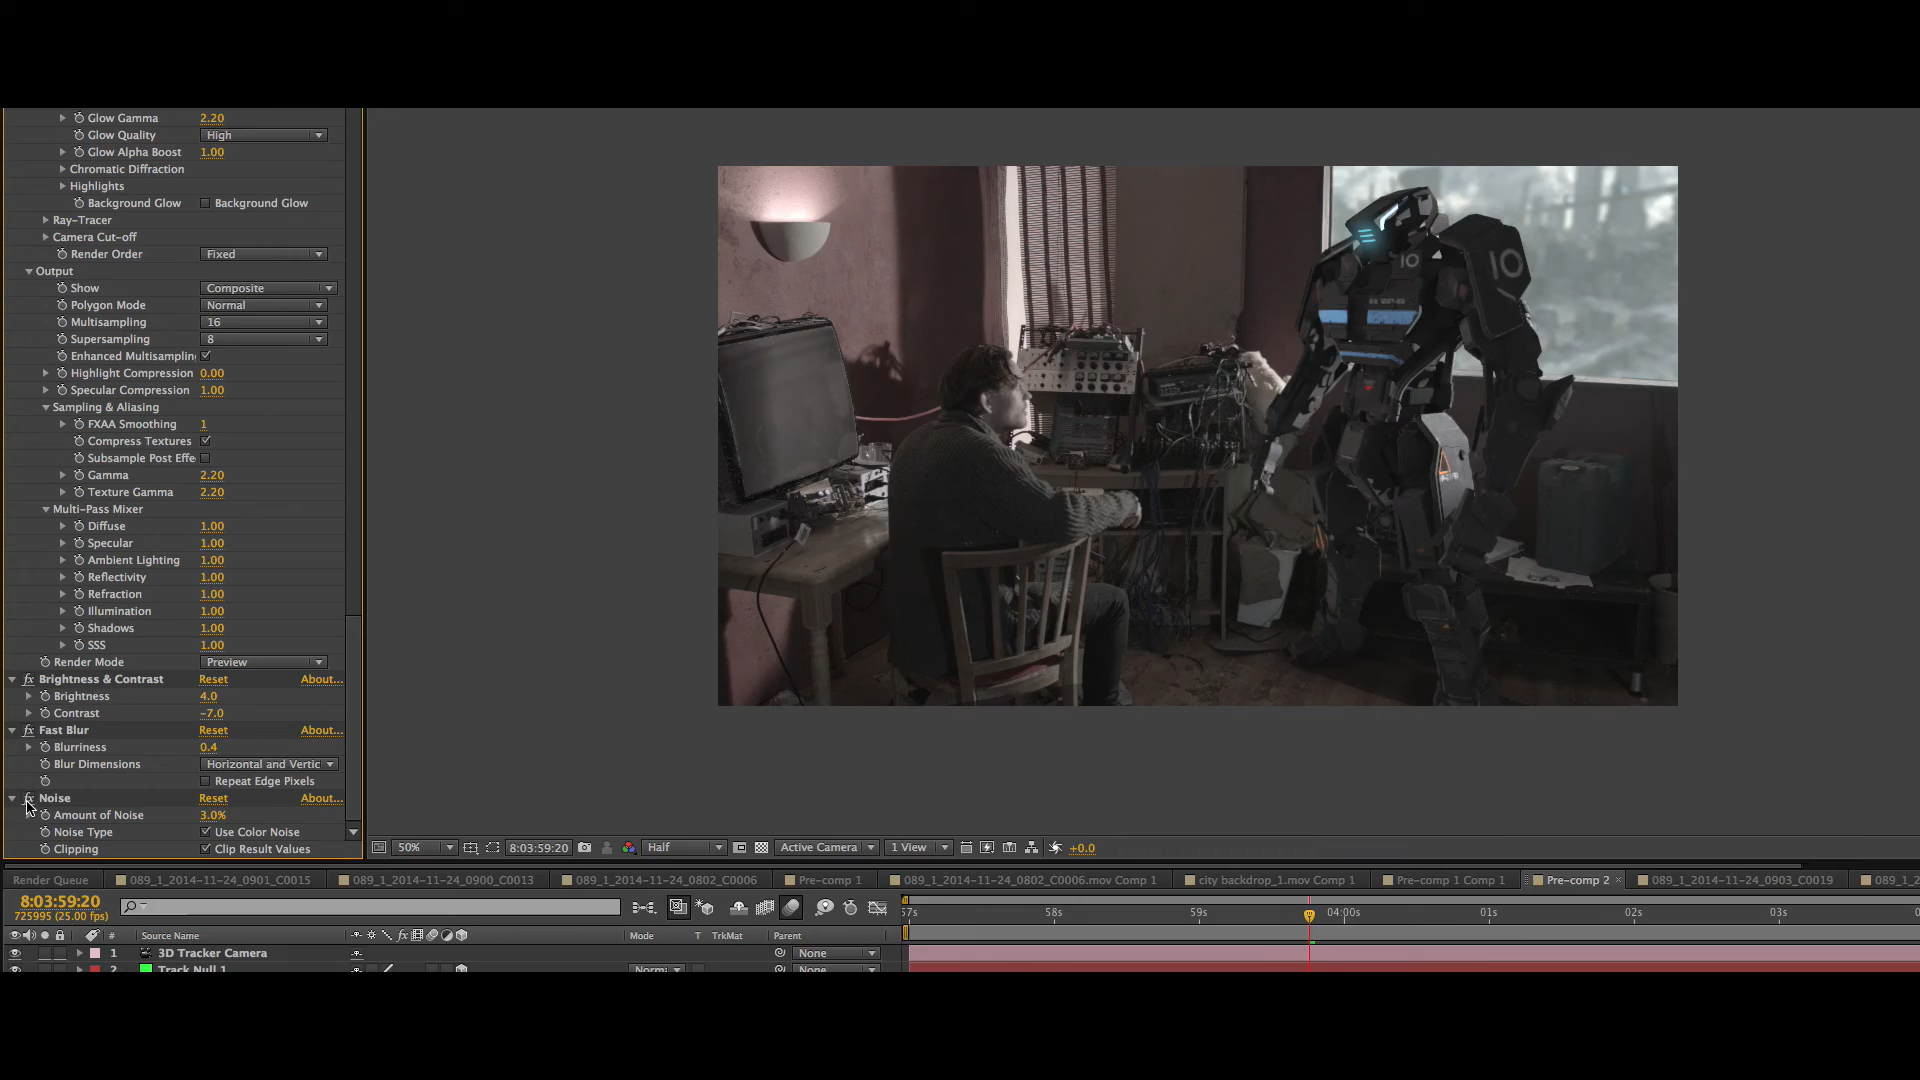 Glow Gamma 2.20
Glow Quality High
Glow Alpha Boost 1.00
Chromatic Diffraction
Highlights
Background Glow Background Glow
Ray-Tracer
Camera Cut-off
Render Order Fixed
Output
Show Composite
Polygon Mode Normal
Multisampling 16
Supersampling 8
Enhanced Multisamplin
Highlight Compression 0.00
Specular Compression 1.00
Sampling & Aliasing
FXAA Smoothing 1
Compress Textures
Subsample Post Effe
Gamma 2.20
Texture Gamma 2.20
Multi-Pass Mixer
Diffuse 1.00
Specular 1.00
Ambient Lighting 1.00
Reflectivity 1.00
Refraction 1.00
Illumination 1.00
Shadows 1.00
SSS 1.00
Render Mode Preview
fx Brightness & Contrast Reset About...
Brightness 4.0
Contrast -7.0
fx Fast Blur Reset About...
Blurriness 0.4
Blur Dimensions Horizontal and Vertic
Repeat Edge Pixels
Noise Reset About...
Amount of Noise 3.0%
Noise Type Use Color Noise
Clipping Clip Result Values
10
10
50% 8:03:59:20 Half Active Camera 1 View +0.0
Render Queue 089_1_2014-11-24_0901_C0015 089_1_2014-11-24_0900_C0013 089_1_2014-11-24_0802_C0006 Pre-comp 1 089_1_2014-11-24_0802_C0006.mov Comp 1 city backdrop_1.mov Comp 1 Pre-comp 1 Comp 1 Pre-comp 2 × 089_1_2014-11-24_0903_C0019 089_1_2
8:03:59:20
725995 (25.00 fps)
57s 58s 59s 04:00s 01s 02s 03s
# Source Name fx Mode T TrkMat Parent
1 3D Tracker Camera None
2 Track Null 1 Norm None